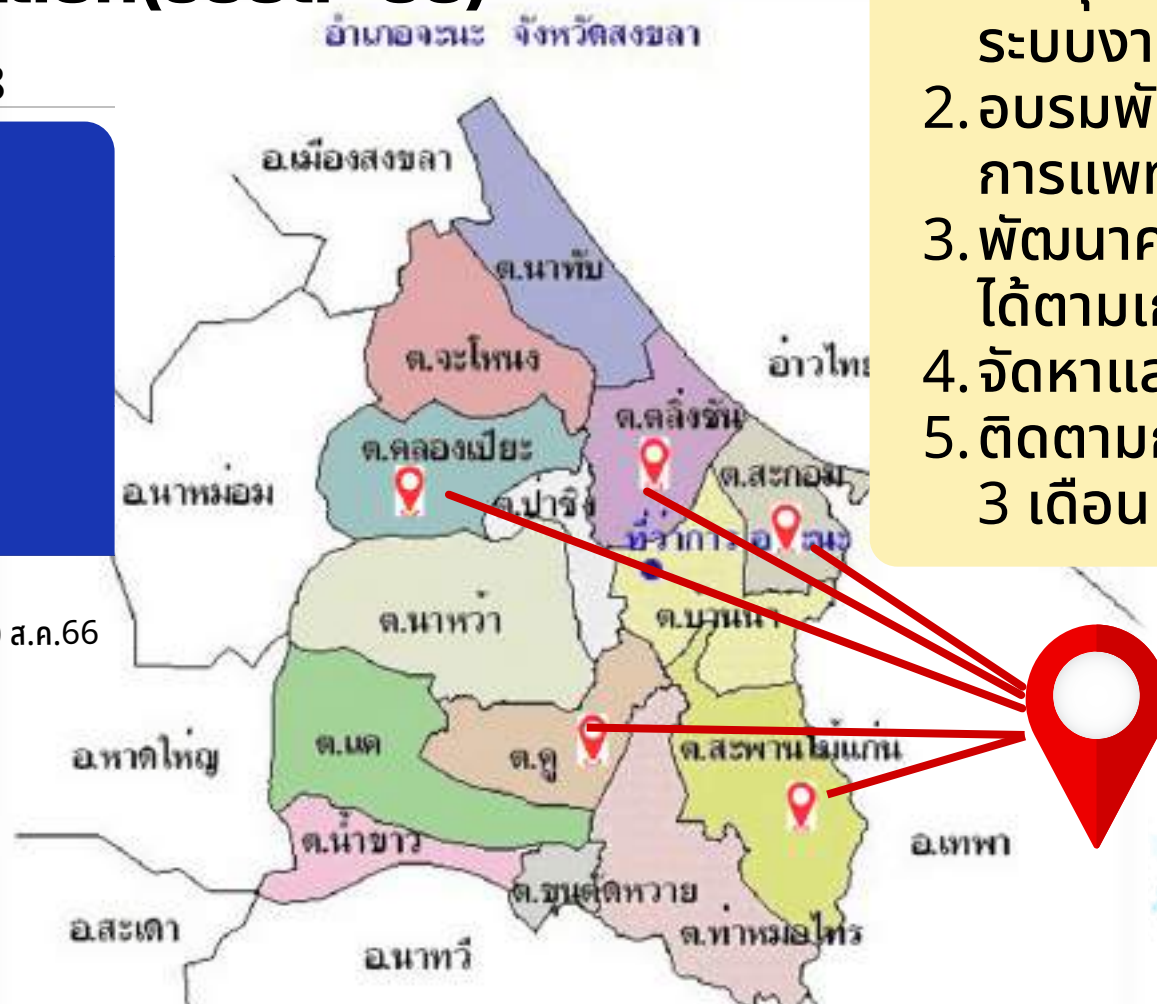 อำเภอจะนะ จังหวัดสงขลา
ระบบงา
2. อบรมพั
การแพท
3. พัฒนาค
ได้ตามเก
4. จัดหาแล
5. ติดตามก
3 เดือน
อ.เมืองสงขลา
ต.นาทับ
ต.จะโหนง
อ่าวไทย
ต.ตลิ่งชัน
ต.คลองเปียะ
ต.สะกอม
อ.นาหม่อม
ต.ป่าชิง
ที่ว่าการ อ.จะนะ
ต.บ้านนา
ต.นาหว้า
ส.ค.66
อ.หาดใหญ่
ต.แค
ต.คู
ต.สะพานไม้แก่น
ต.น้ำขาว
อ.เทพา
ต.ขุนตัดหวาย
อ.สะเดา
ต.ท่าหมอไทร
อ.นาทวี